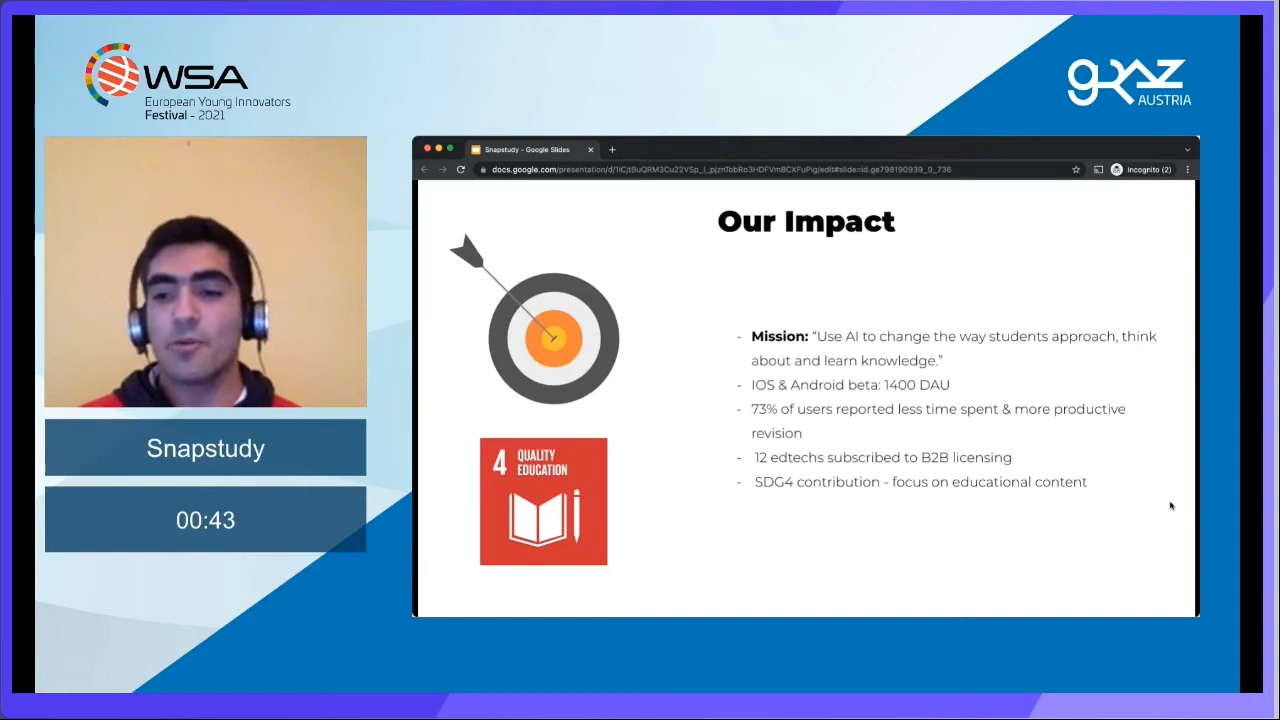 WSA
European Young Innovators
Festival - 2021
GRAZ
AUSTRIA
Snapstudy - Google Slides
Incognito (2)
Our Impact
- Mission: “Use AI to change the way students approach, think
about and learn knowledge.”
- IOS & Android beta: 1400 DAU
- 73% of users reported less time spent & more productive
revision
- 12 edtechs subscribed to B2B licensing
- SDG4 contribution - focus on educational content
4 QUALITY
EDUCATION
Snapstudy
00:43